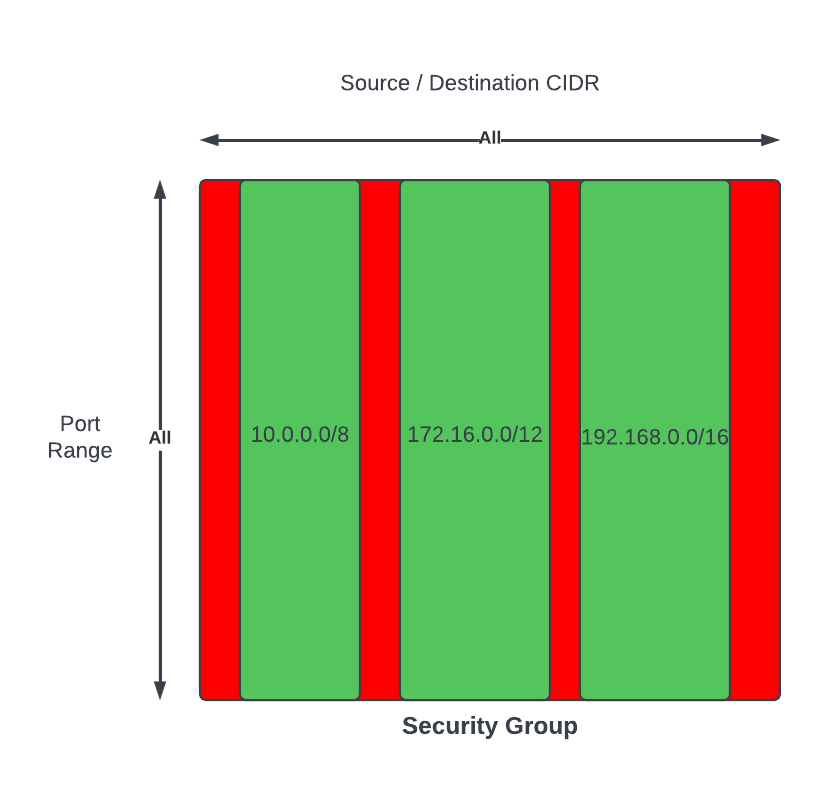 Source / Destination CIDR
All
Port
Range
All
10.0.0.0/8
172.16.0.0/12
192.168.0.0/16
Security Group